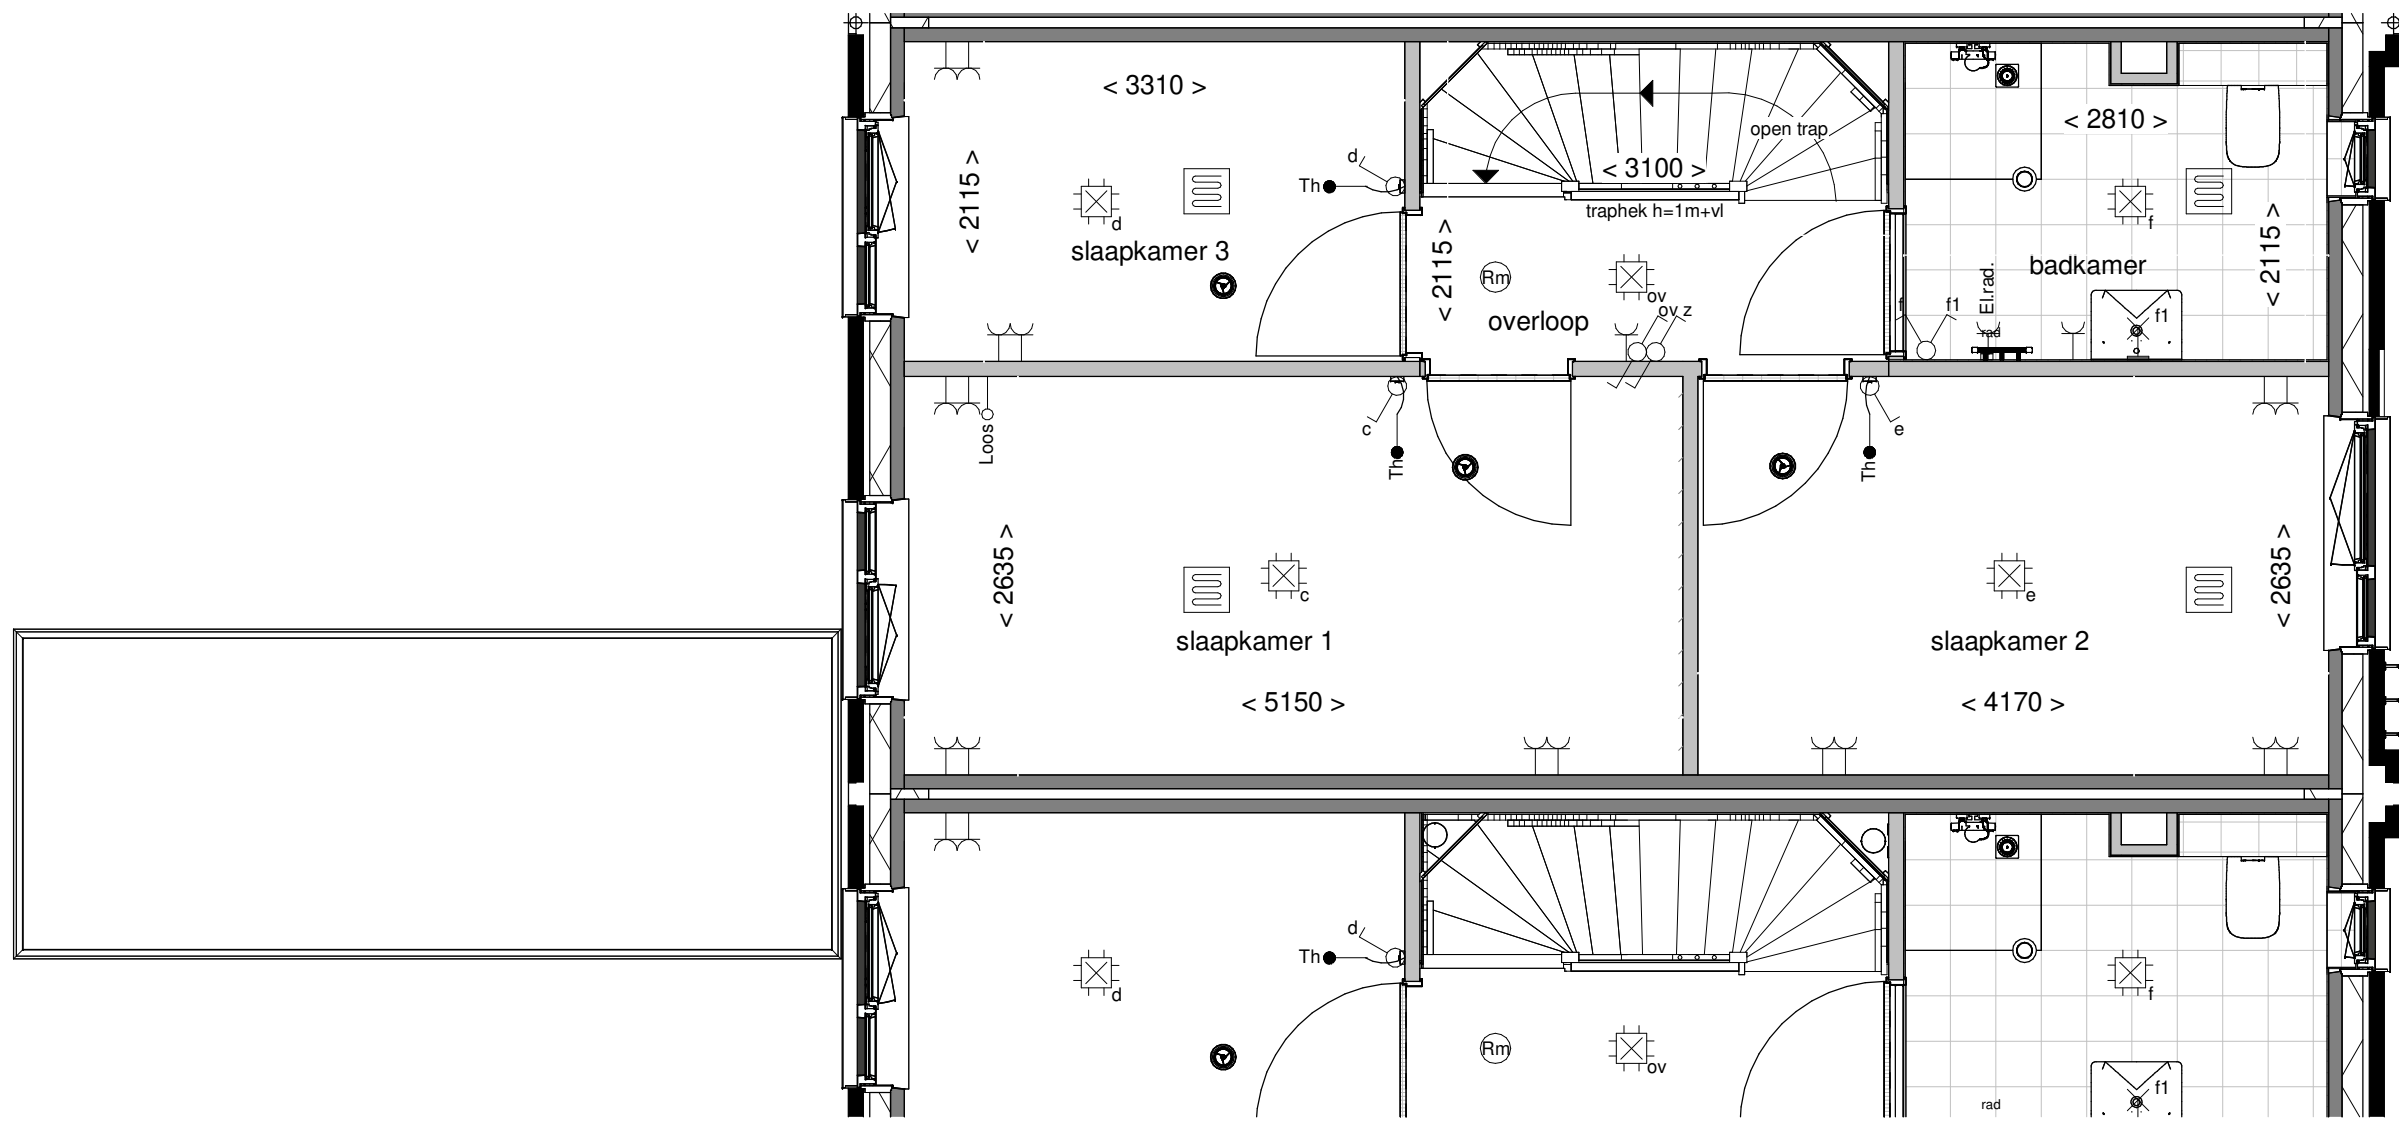 < 3310 >
< 2115 >
d
slaapkamer 3
Th
d
open trap
< 3100 >
traphek h=1m+vl
< 2115 >
Rm
ov
ov z
overloop
< 2810 >
f
badkamer
< 2115 >
El.rad.
rad
f
f1
f1
Loos
c
Th
< 2635 >
c
slaapkamer 1
< 5150 >
Th
e
e
slaapkamer 2
< 2635 >
< 4170 >
d
Th
d
Rm
ov
f
f1
rad